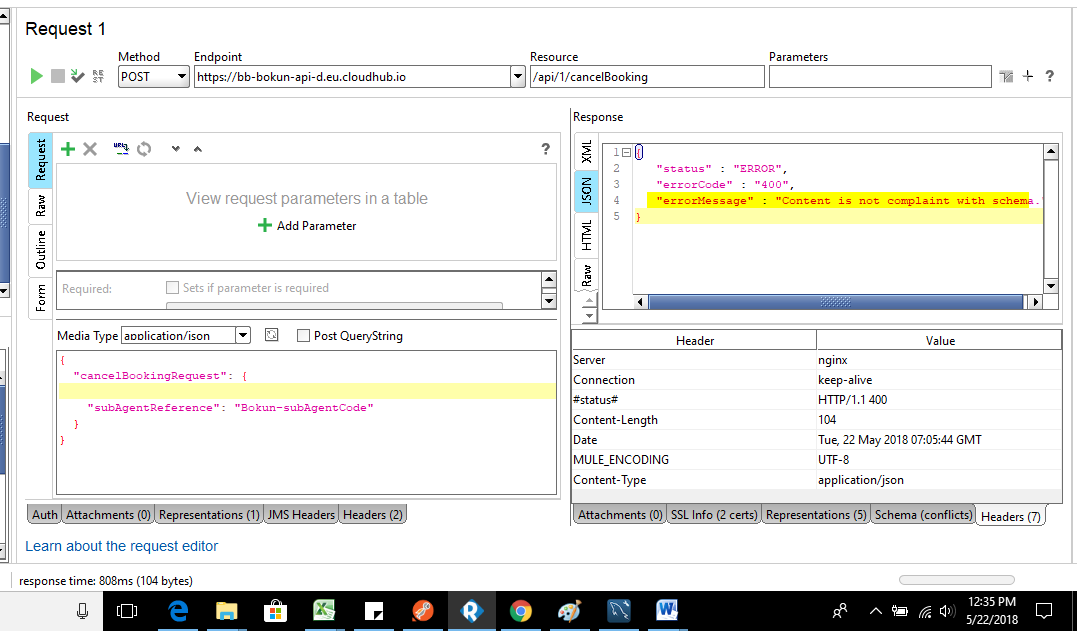 Request 1
Method Endpoint Resource Parameters
RE ST POST https://bb-bokun-api-d.eu.cloudhub.io /api/1/cancelBooking ?
Request
Request
Raw
Outline
Form
URL ?
View request parameters in a table
Add Parameter
Required: Sets if parameter is required
Media Type application/json Post QueryString
{
"cancelBookingRequest": {
"subAgentReference": "Bokun-subAgentCode"
}
}
Auth Attachments (0) Representations (1) JMS Headers Headers (2)
Learn about the request editor
Response
XML
JSON
HTML
Raw
1 {
2 "status" : "ERROR",
3 "errorCode" : "400",
4 "errorMessage" : "Content is not complaint with schema."
5 }
Header Value
Server nginx
Connection keep-alive
#status# HTTP/1.1 400
Content-Length 104
Date Tue, 22 May 2018 07:05:44 GMT
MULE_ENCODING UTF-8
Content-Type application/json
Attachments (0) SSL Info (2 certs) Representations (5) Schema (conflicts) Headers (7)
response time: 808ms (104 bytes)
12:35 PM
5/22/2018